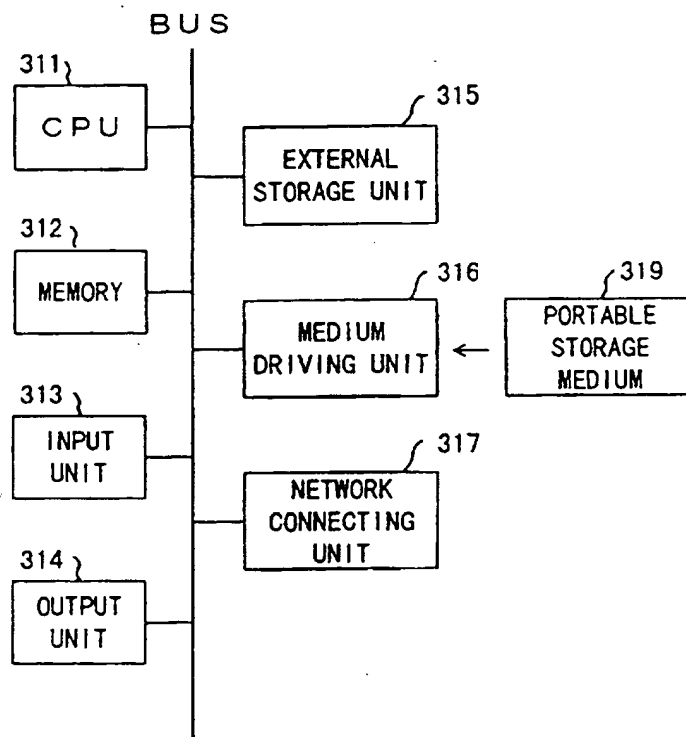 BUS
311
CPU
315
EXTERNAL
STORAGE UNIT
312
MEMORY
316
MEDIUM
DRIVING UNIT
319
PORTABLE
STORAGE
MEDIUM
313
INPUT
UNIT
317
NETWORK
CONNECTING
UNIT
314
OUTPUT
UNIT